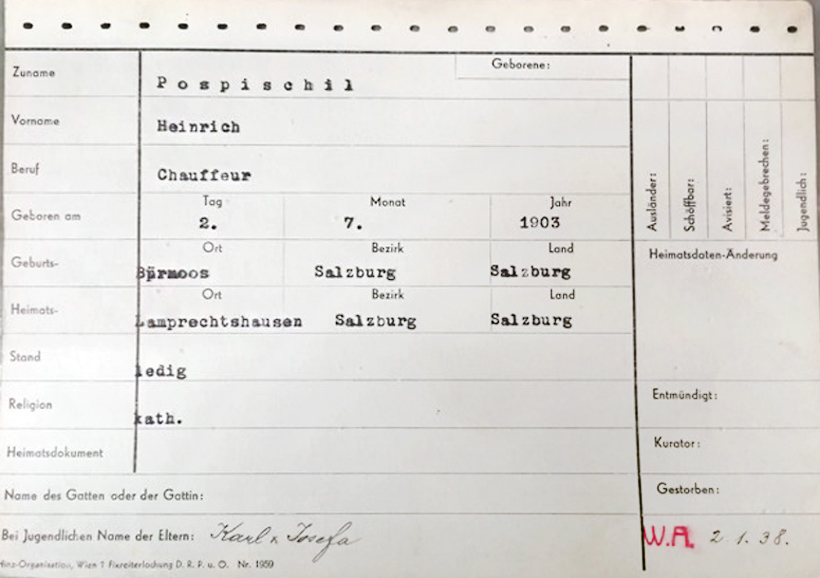 Zuname P o s p i s c h i l Geborene:
Vorname Heinrich
Beruf Chauffeur
Tag Monat Jahr
Geboren am 2. 7. 1903
Ort Bezirk Land
Geburts- Bürmoos Salzburg Salzburg
Ort Bezirk Land
Heimats- Lamprechtshausen Salzburg Salzburg
Stand ledig
Religion kath.
Heimatsdokument
Name des Gatten oder der Gattin:
Bei Jugendlichen Name der Eltern: Karl u. Josefa
Hinz-Organisation, Wien 1 Fixreiterlochung D. R. P. u. O. Nr. 1959
Ausländer:
Schöffbar:
Avisiert:
Meldegebrechen:
Jugendlich:
Heimatsdaten-Änderung
Entmündigt:
Kurator:
Gestorben:
W.A. 2. 1. 38.